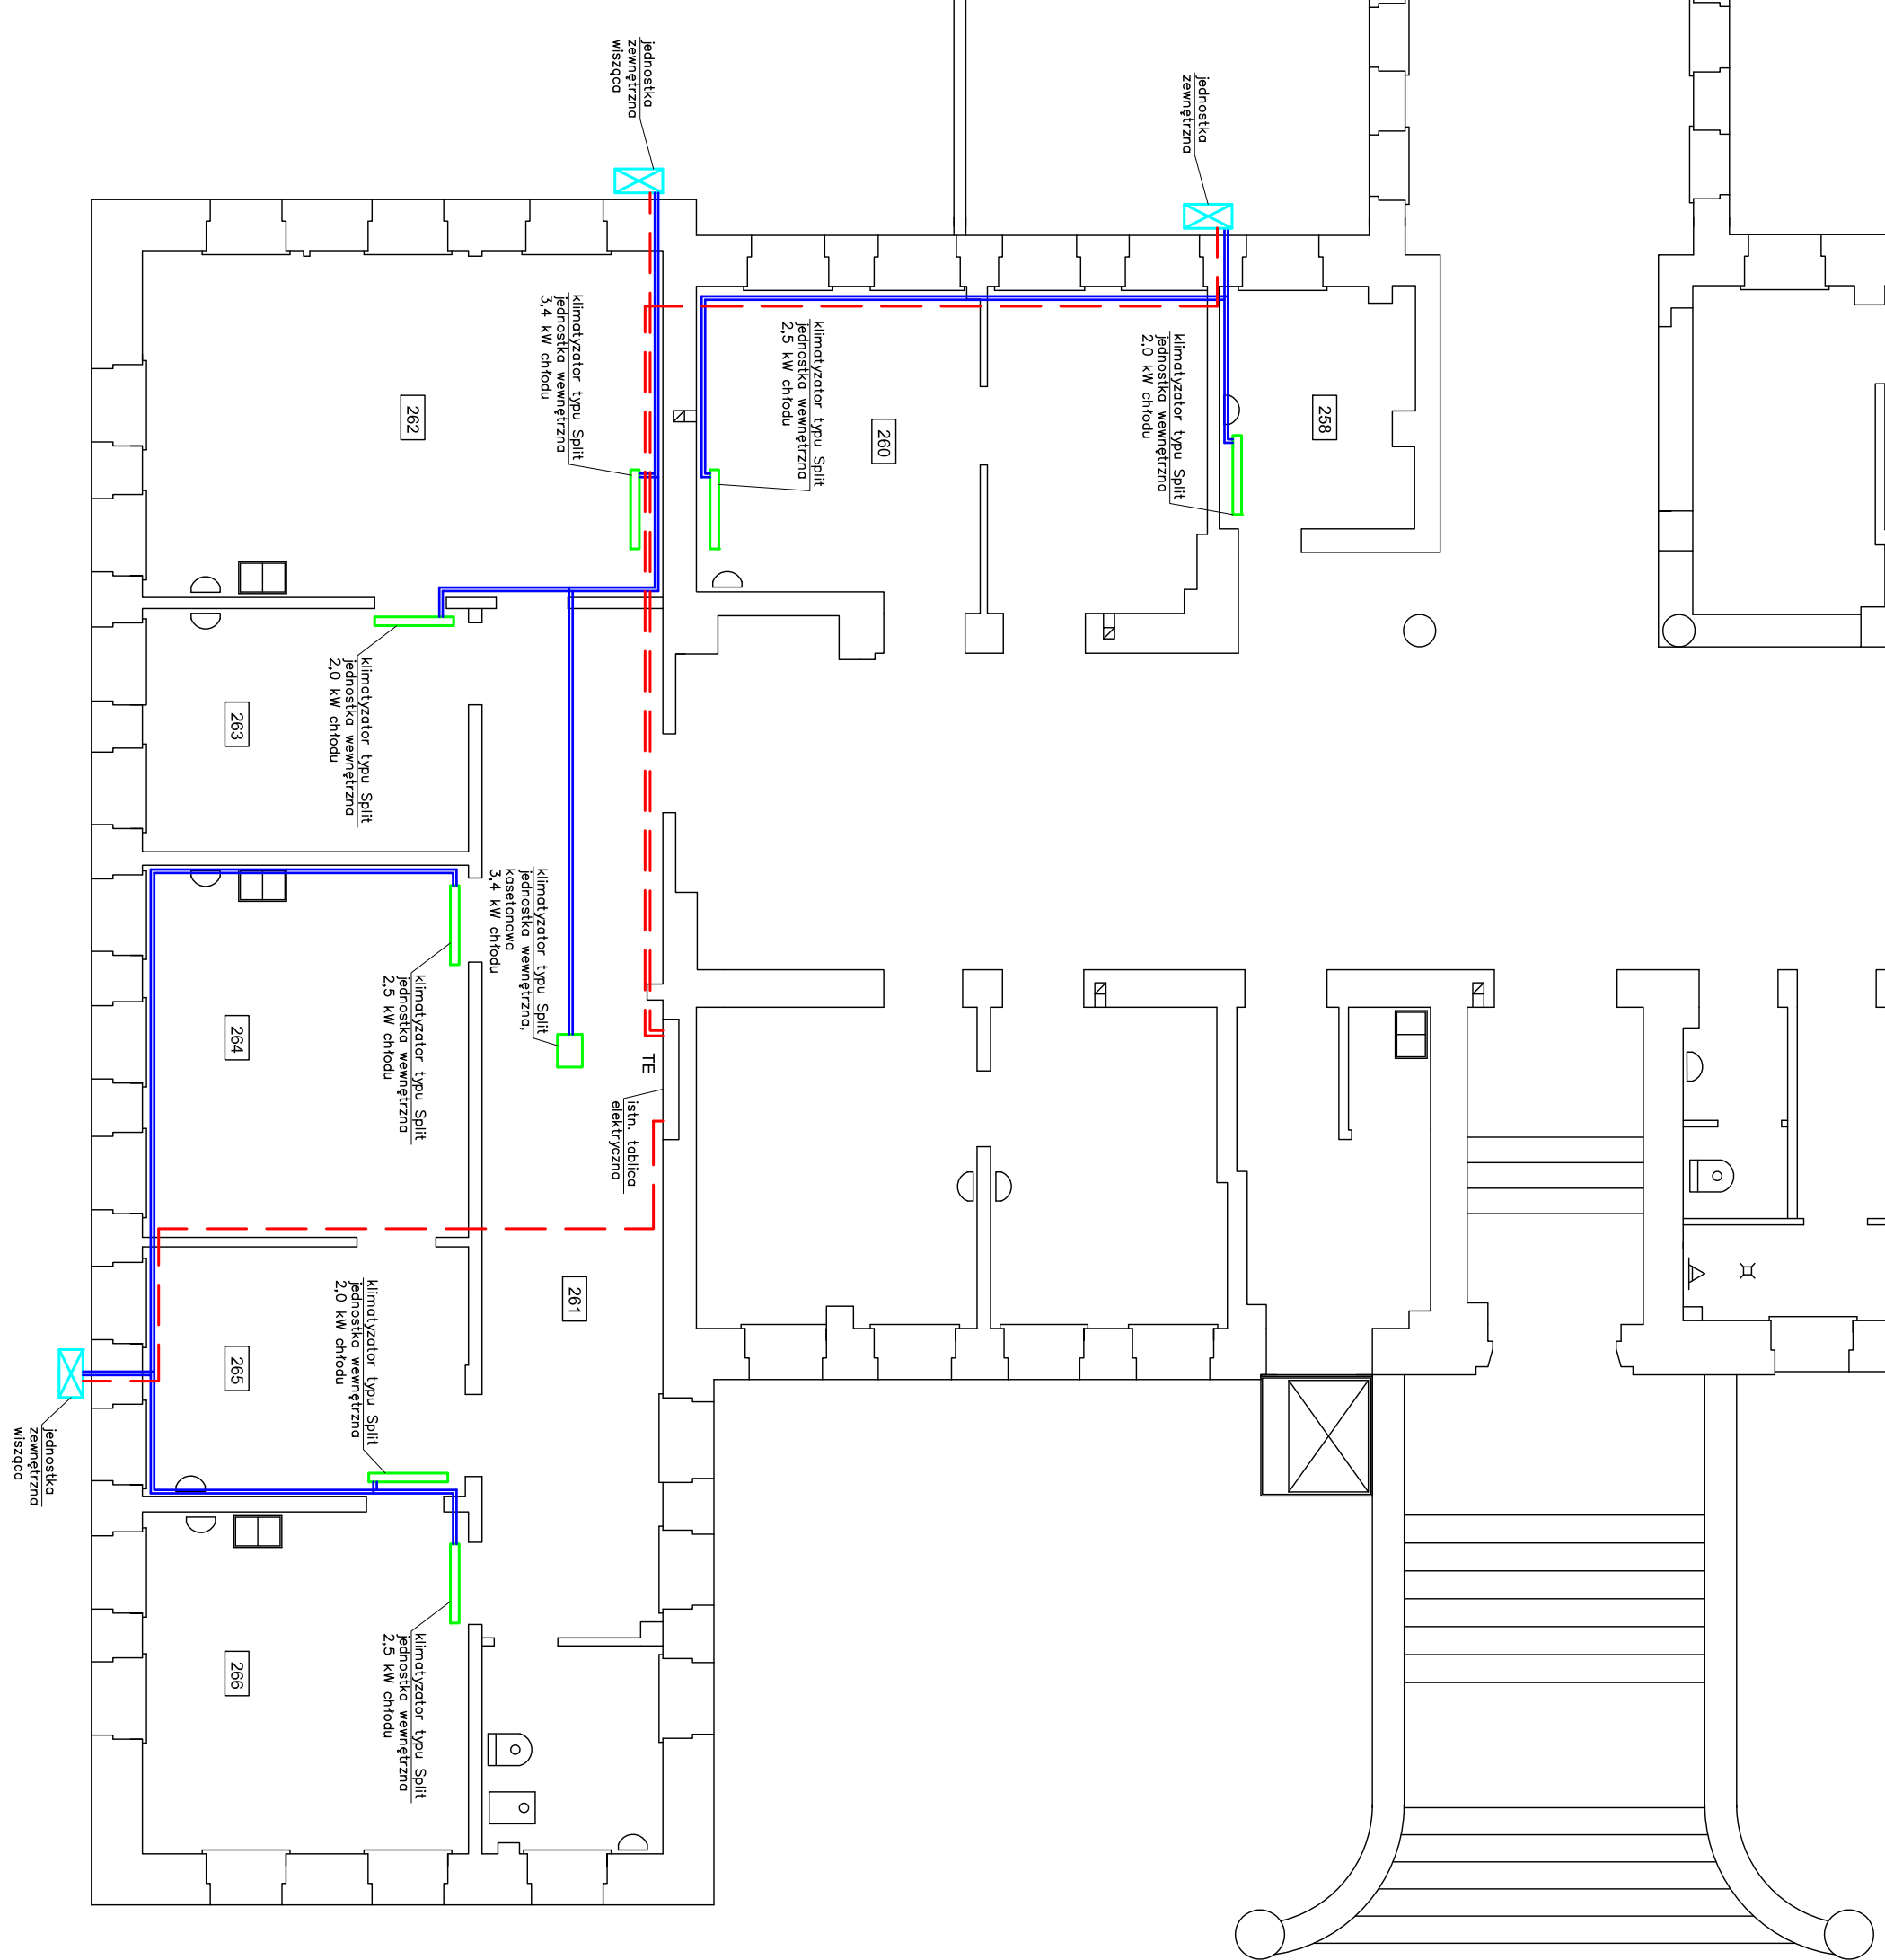 jednostka
zewnętrzna
wisząca
jednostka
zewnętrzna
klimatyzator typu Split
jednostka wewnętrzna
3,4 kW chłodu
klimatyzator typu Split
jednostka wewnętrzna
2,5 kW chłodu
klimatyzator typu Split
jednostka wewnętrzna
2,0 kW chłodu
262
260
258
klimatyzator typu Split
jednostka wewnętrzna
2,0 kW chłodu
263
klimatyzator typu Split
jednostka wewnętrzna,
kasetonowa
3,4 kW chłodu
klimatyzator typu Split
jednostka wewnętrzna
2,5 kW chłodu
264
TE
istn. tablica
elektryczna
261
klimatyzator typu Split
jednostka wewnętrzna
2,0 kW chłodu
265
jednostka
zewnętrzna
wisząca
klimatyzator typu Split
jednostka wewnętrzna
2,5 kW chłodu
266